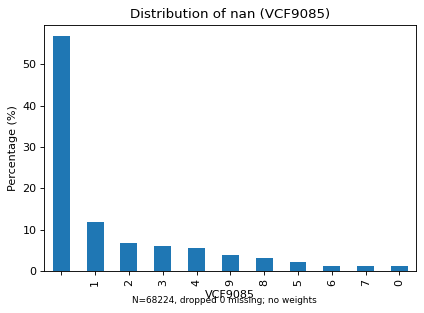 Distribution of nan (VCF9085)
Percentage (%)
50
40
30
20
10
0
1 2 3 4 9 8 5 6 7 0
VCF9085
N=68224, dropped 0 missing; no weights